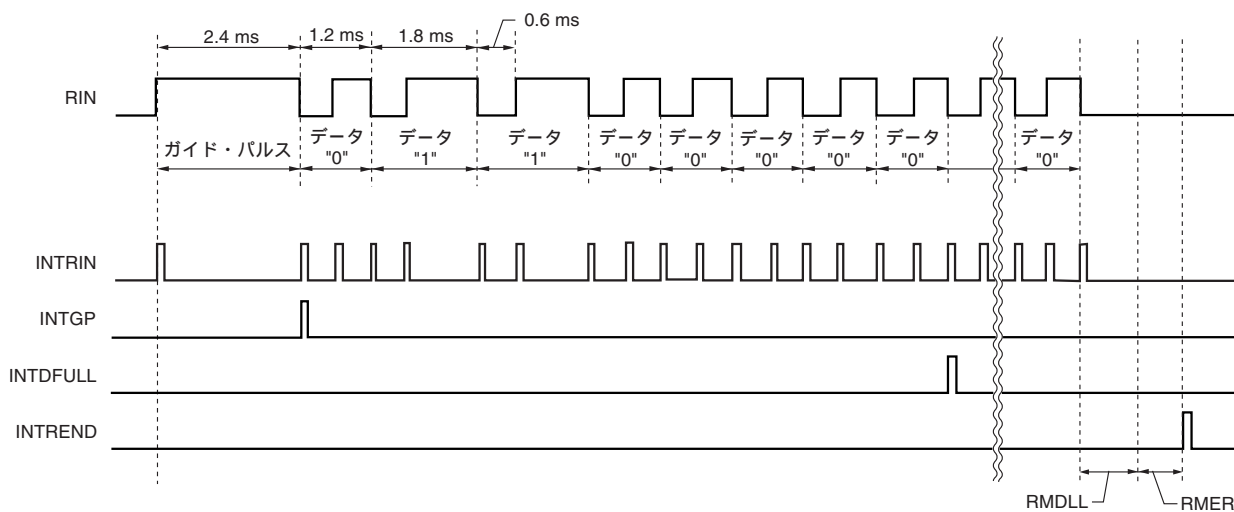 0.6 ms
2.4 ms 1.2 ms 1.8 ms
RIN
ガイド・パルス データ データ データ データ データ データ データ データ データ
"0" "1" "1" "0" "0" "0" "0" "0" "0"
INTRIN
INTGP
INTDFULL
INTREND
RMDLL RMER